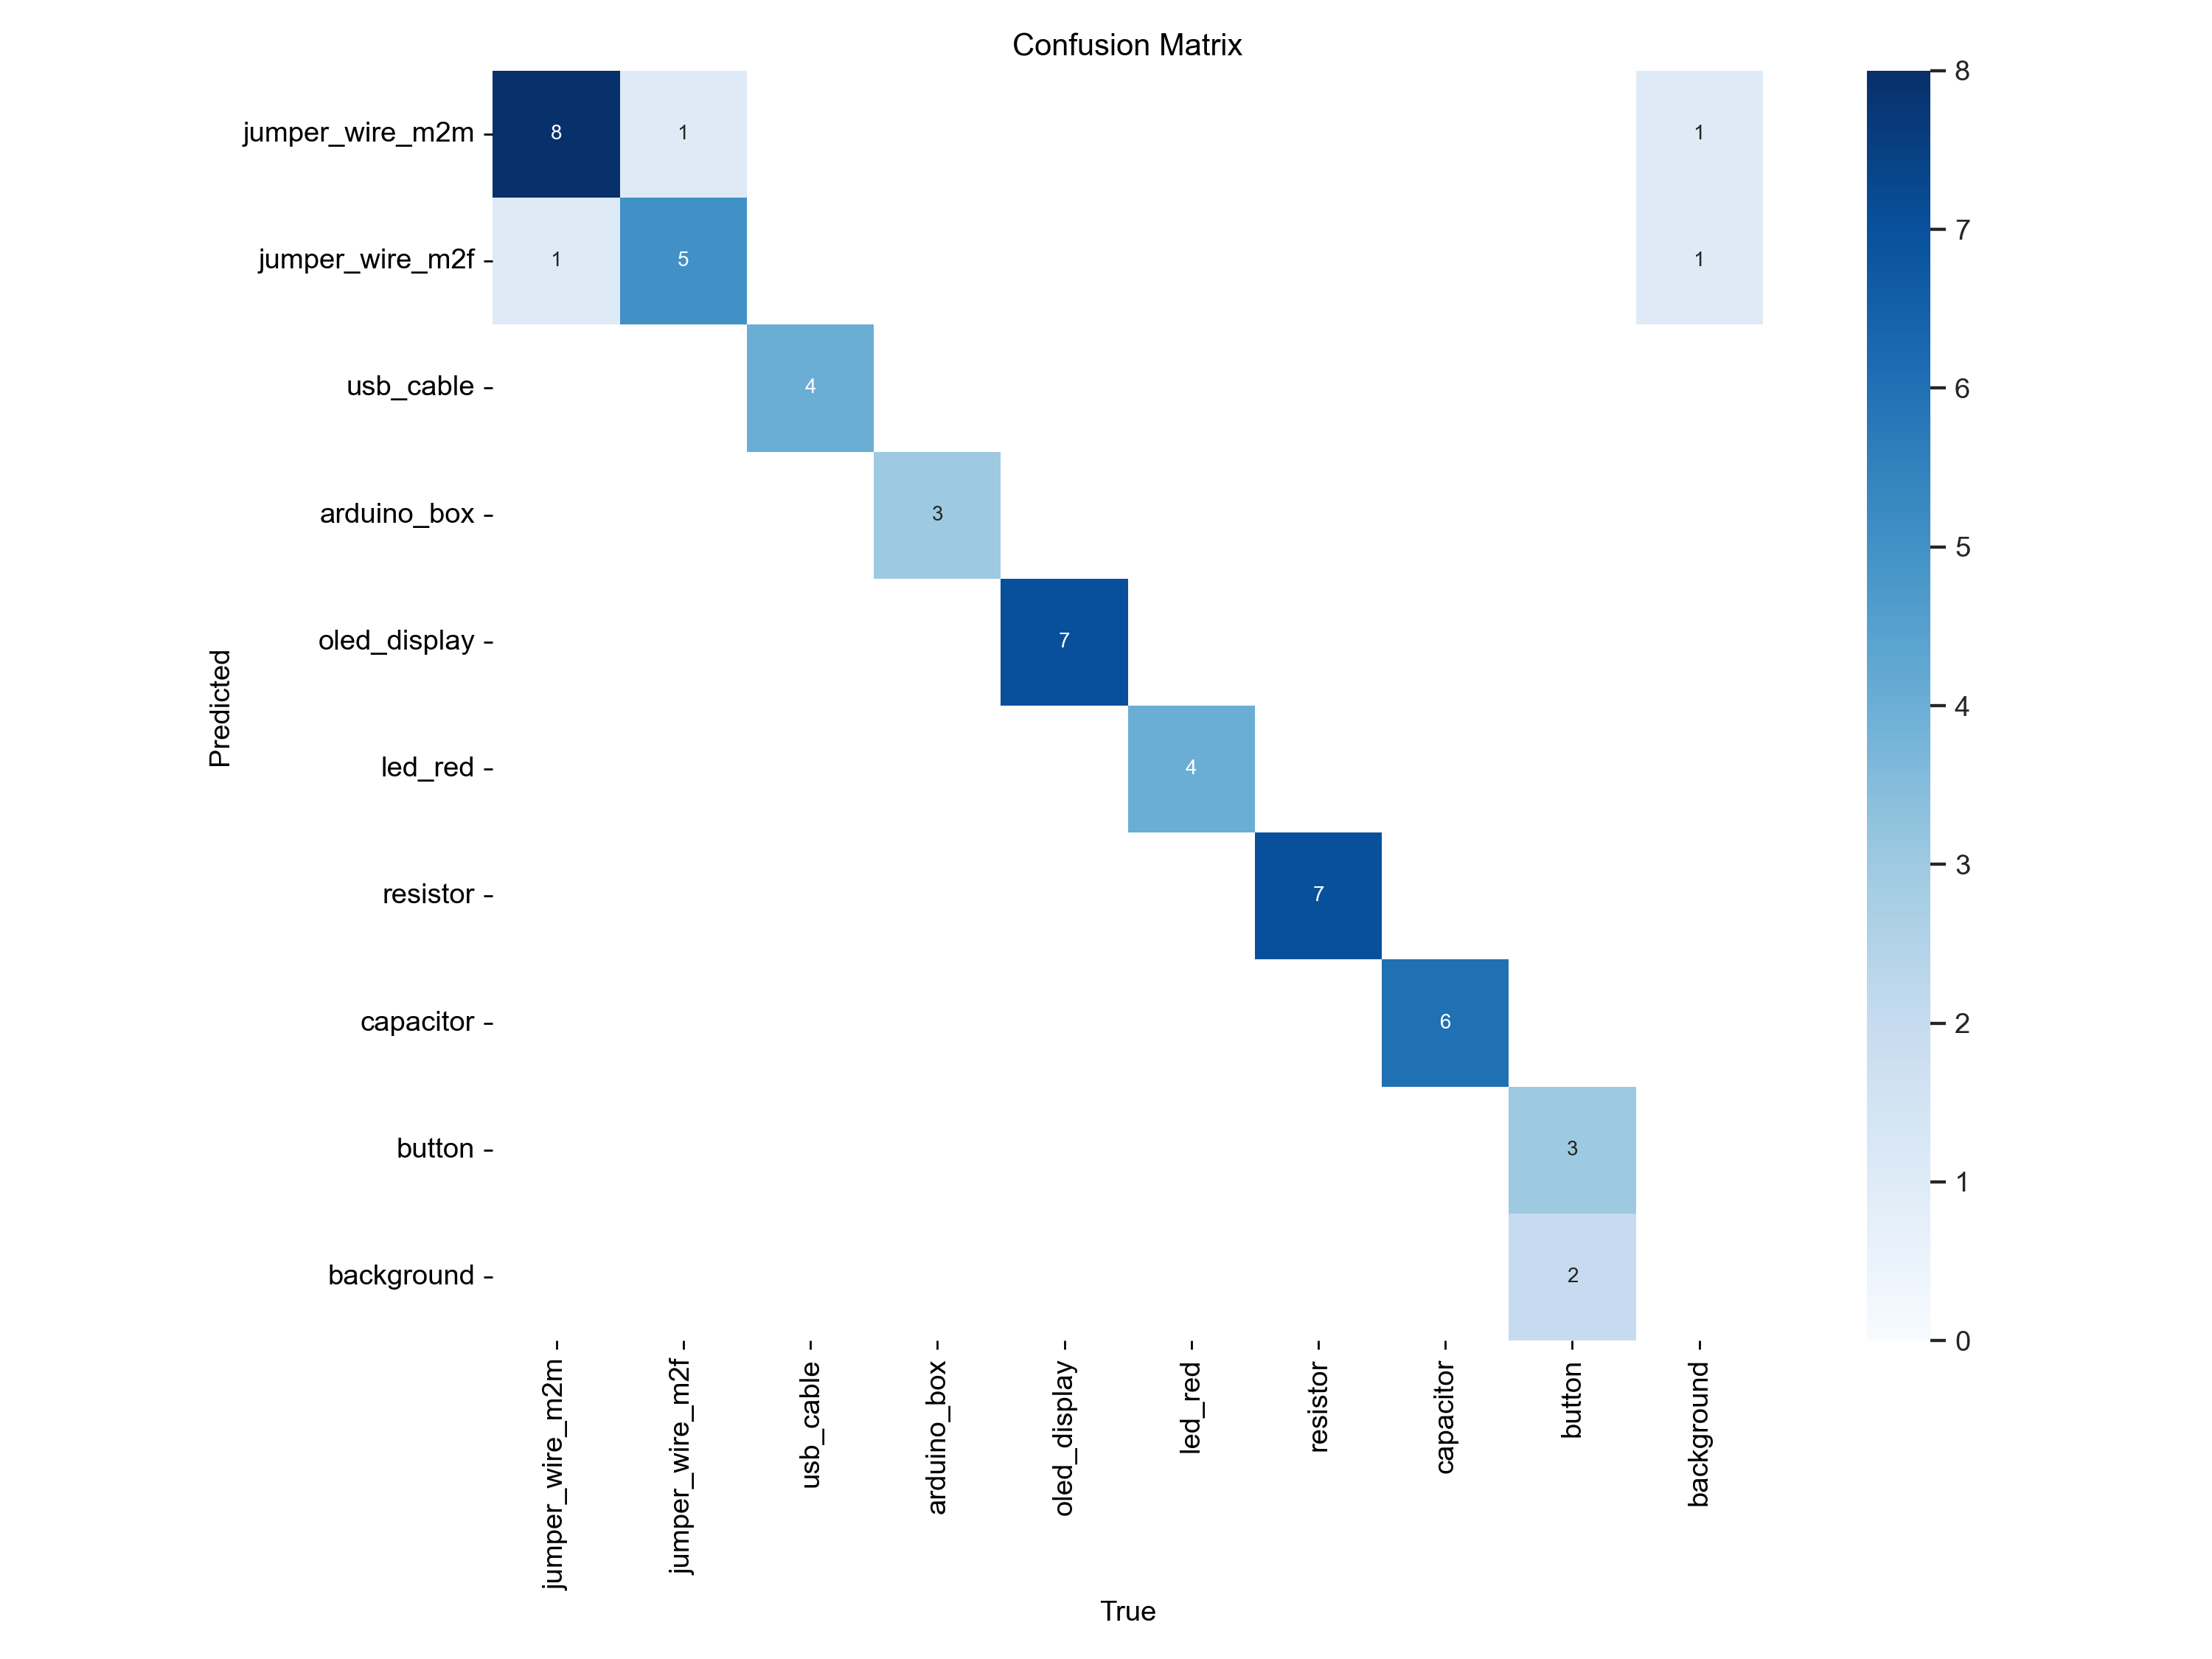 Confusion Matrix
jumper_wire_m2m
8
1
1
8
jumper_wire_m2f
1
5
1
7
usb_cable
4
6
arduino_box
3
5
oled_display
7
Predicted
4
led_red
4
resistor
7
3
capacitor
6
2
button
3
1
background
2
0
jumper_wire_m2m
jumper_wire_m2f
usb_cable
arduino_box
oled_display
led_red
resistor
capacitor
button
background
True